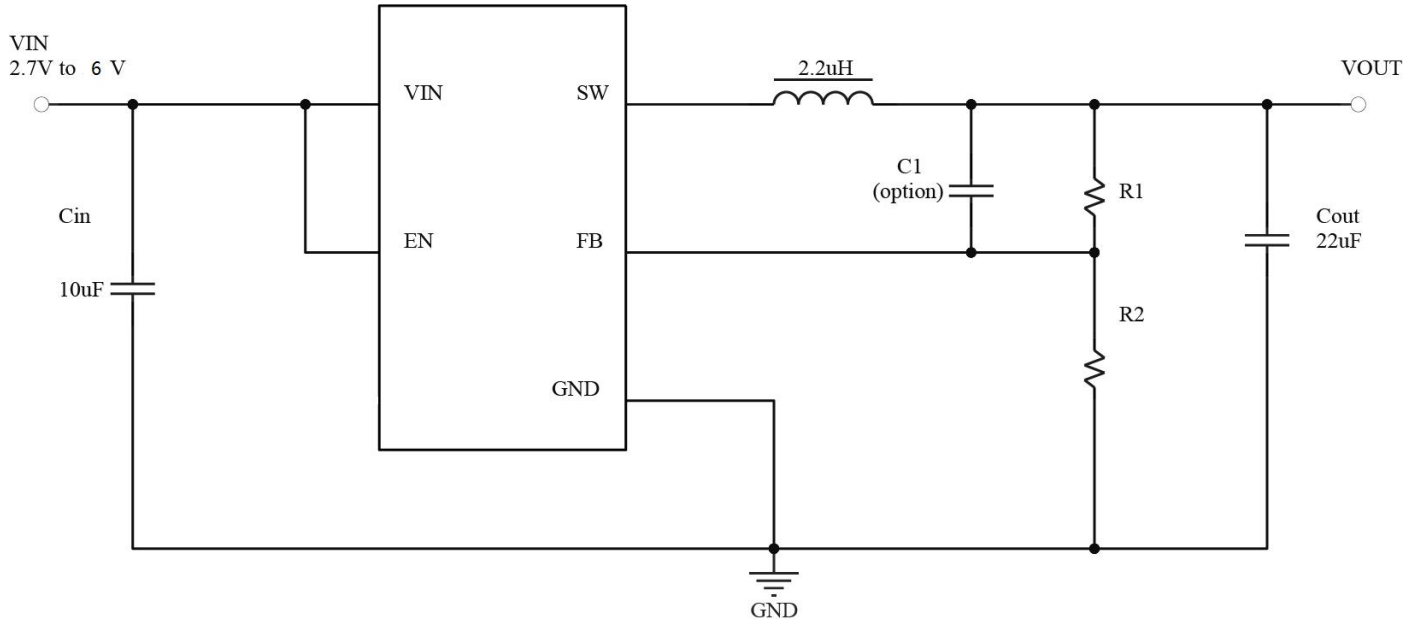 VIN
2.7V to 6 V
VIN
SW
2.2uH
VOUT
C1
(option)
R1
Cin
EN
FB
Cout
22uF
10uF
R2
GND
GND